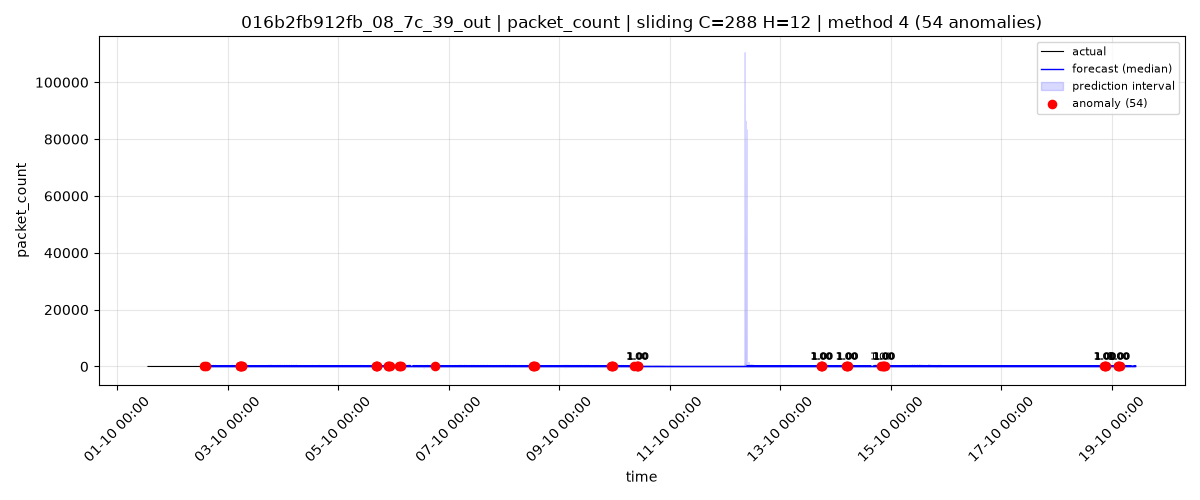 016b2fb912fb_08_7c_39_out | packet_count | sliding C=288 H=12 | method 4 (54 anomalies)
actual
forecast (median)
prediction interval
anomaly (54)
packet_count
100000
80000
60000
40000
20000
0
1.00
1.00
1.00
1.00
01-10 00:00
03-10 00:00
05-10 00:00
07-10 00:00
09-10 00:00
11-10 00:00
13-10 00:00
15-10 00:00
17-10 00:00
19-10 00:00
time